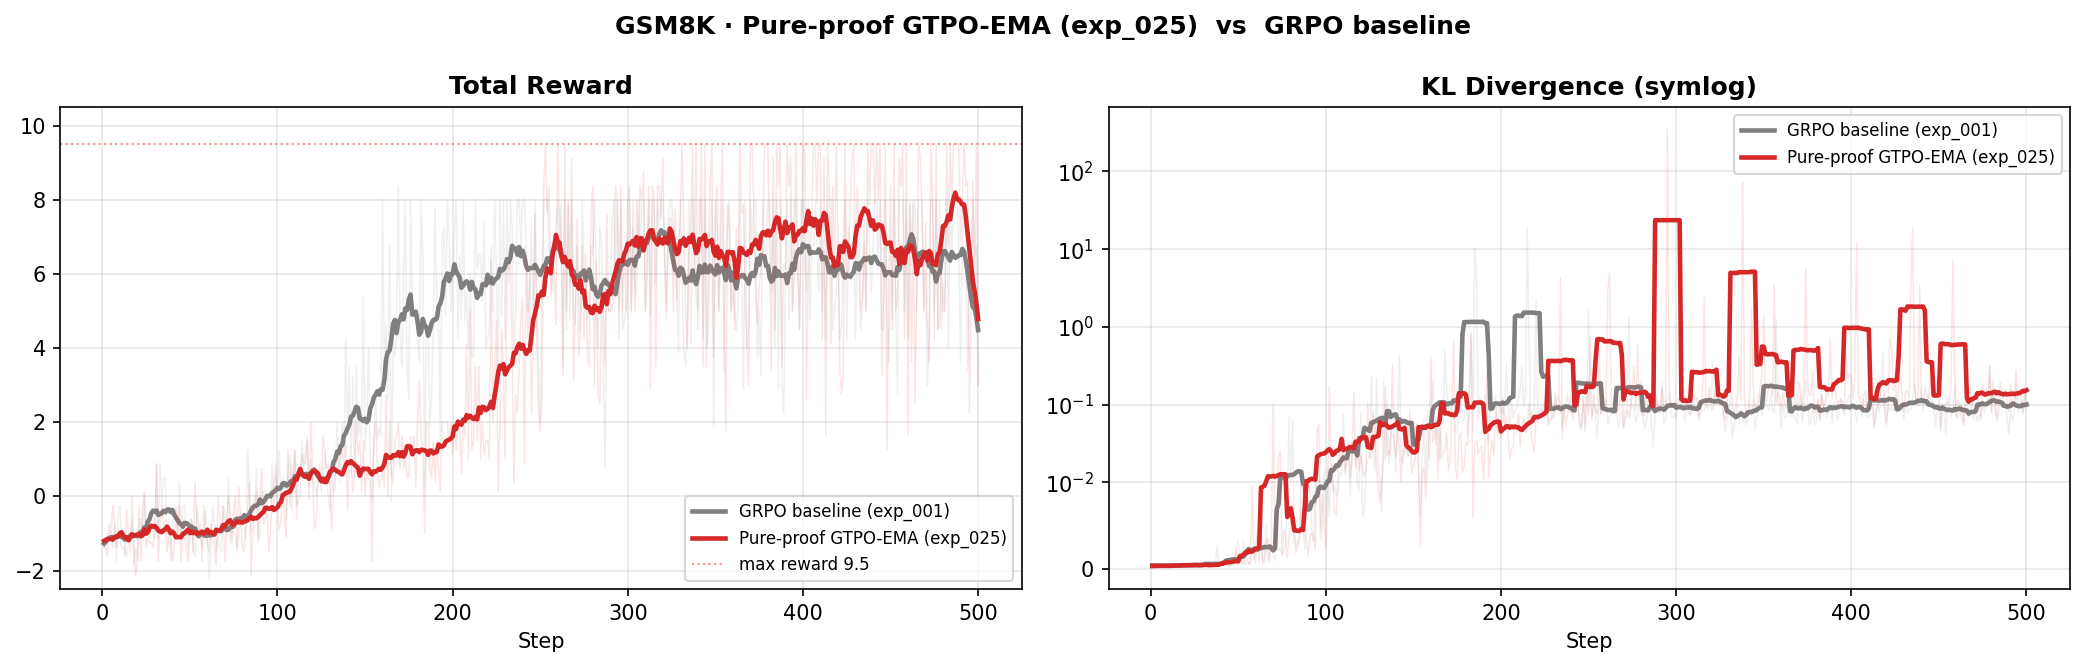 GSM8K · Pure-proof GTPO-EMA (exp_025)  vs  GRPO baseline
Total Reward
10
8
6
4
2
0
−2
0 100 200 300 400 500
Step
GRPO baseline (exp_001)
Pure-proof GTPO-EMA (exp_025)
max reward 9.5
KL Divergence (symlog)
10²
10¹
10⁰
10⁻¹
10⁻²
0
0 100 200 300 400 500
Step
GRPO baseline (exp_001)
Pure-proof GTPO-EMA (exp_025)